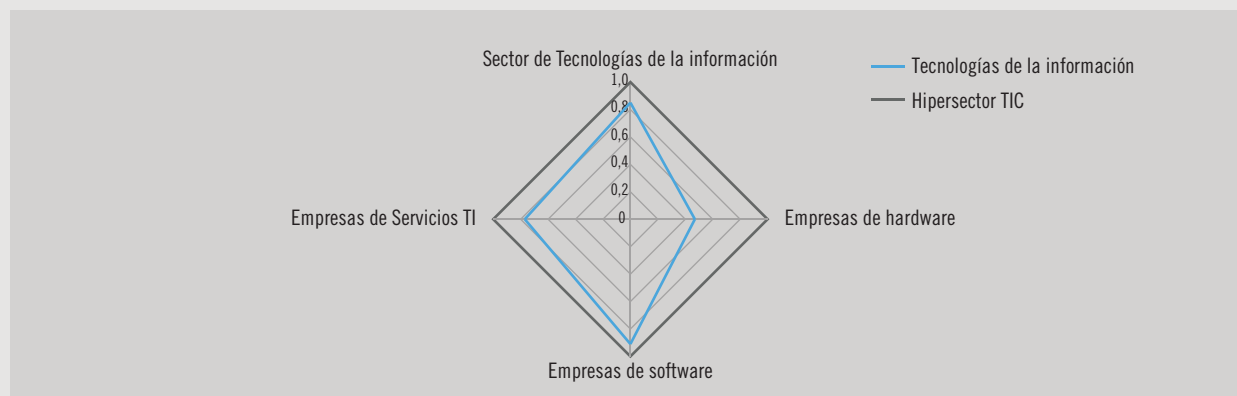 Sector de Tecnologías de la información
Tecnologías de la información
Hipersector TIC
1,0
0,8
0,6
0,4
0,2
0
Empresas de Servicios TI
Empresas de hardware
Empresas de software